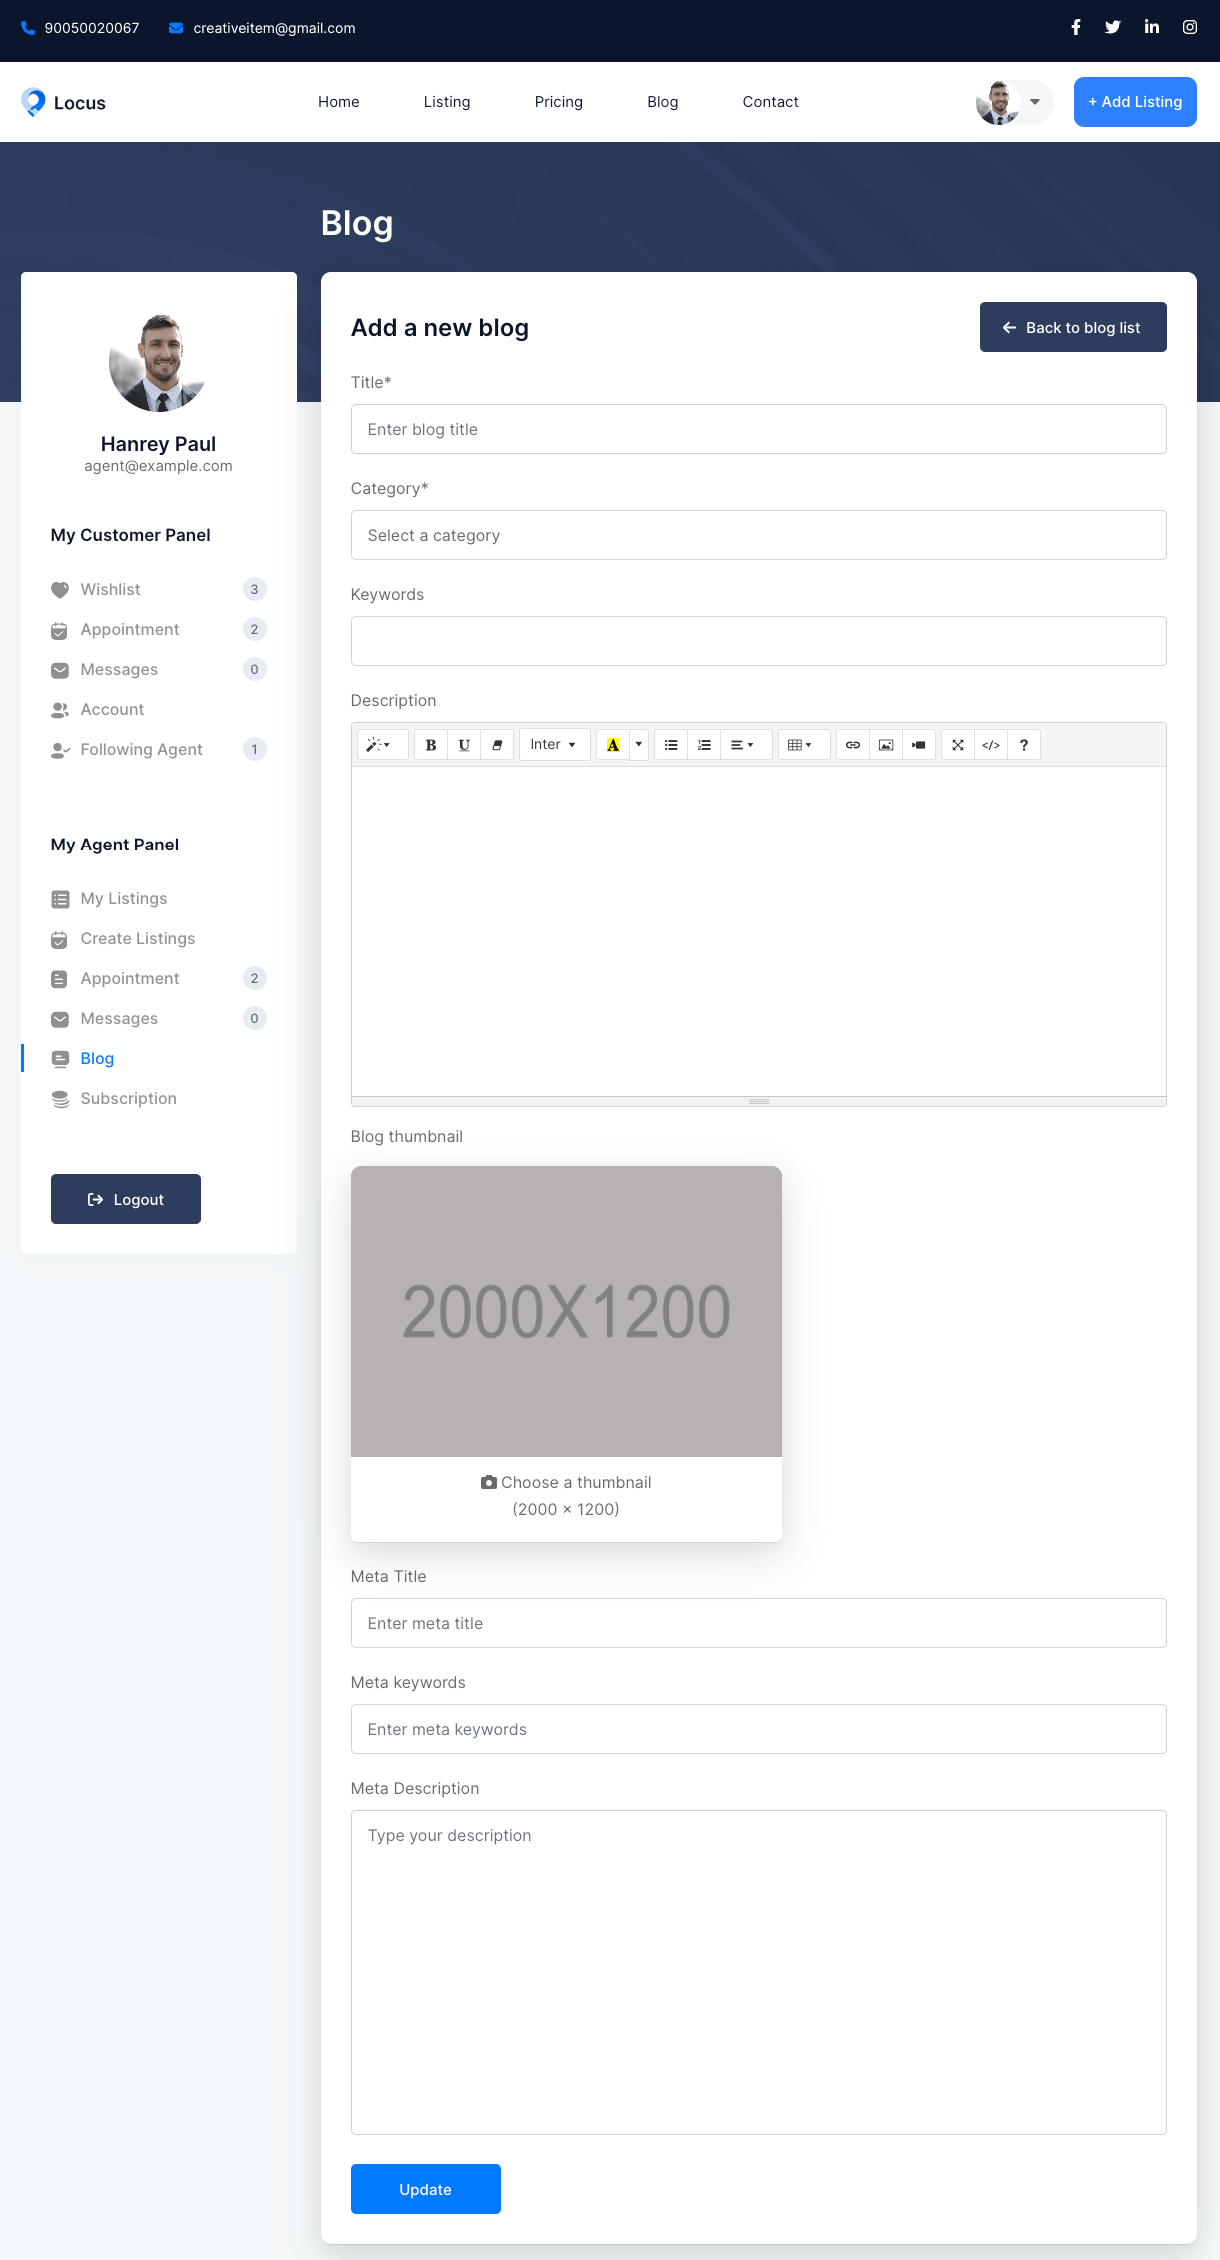 90050020067 creativeitem@gmail.com
Locus Home Listing Pricing Blog Contact + Add Listing
Blog
Hanrey Paul
agent@example.com
My Customer Panel
Wishlist 3
Appointment 2
Messages 0
Account
Following Agent 1
My Agent Panel
My Listings
Create Listings
Appointment 2
Messages 0
Blog
Subscription
Logout
Add a new blog Back to blog list
Title*
Enter blog title
Category*
Select a category
Keywords
Description
B U Inter A </> ?
Blog thumbnail
2000X1200
Choose a thumbnail
(2000 × 1200)
Meta Title
Enter meta title
Meta keywords
Enter meta keywords
Meta Description
Type your description
Update